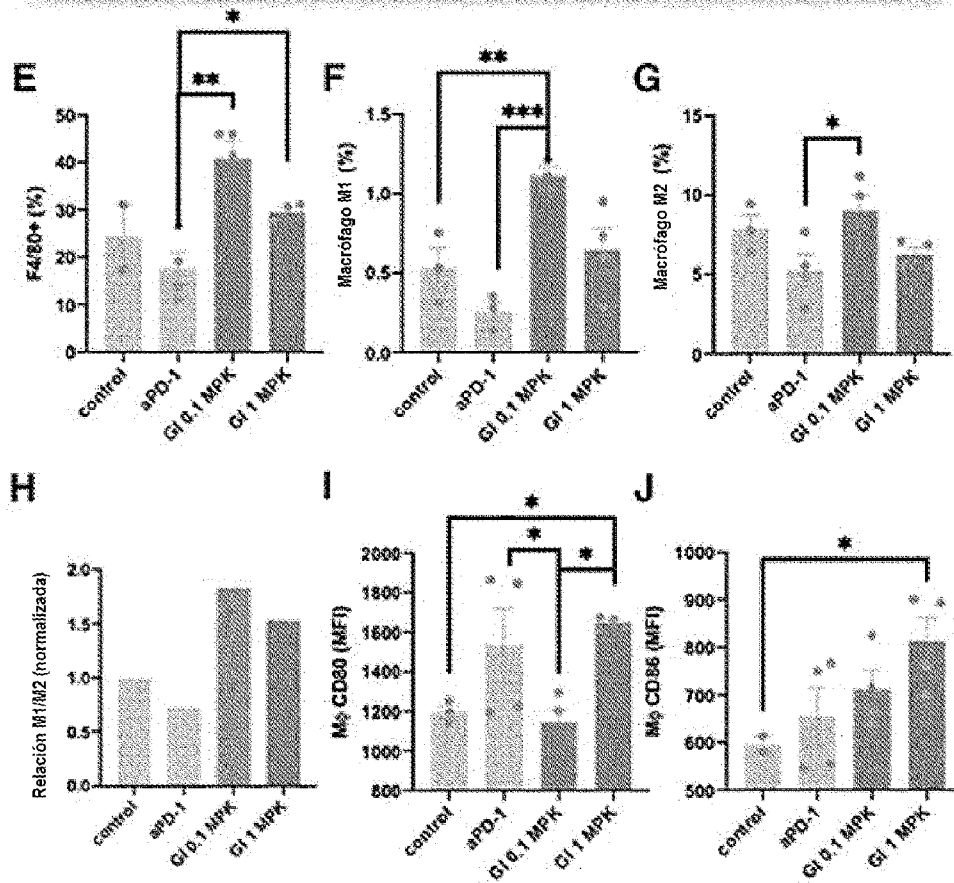 E
F4/80+ (%)
50
40
30
20
10
0
*
**
control
aPD-1
GI 0.1 MPK
GI 1 MPK
F
Macrófago M1 (%)
1.5
1.0
0.5
0.0
**
***
control
aPD-1
GI 0.1 MPK
GI 1 MPK
G
Macrófago M2 (%)
15
10
5
0
*
control
aPD-1
GI 0.1 MPK
GI 1 MPK
H
Relación M1/M2 (normalizada)
2.0
1.5
1.0
0.5
0.0
control
aPD-1
GI 0.1 MPK
GI 1 MPK
I
Mφ CD80 (MFI)
2000
1800
1600
1400
1200
1000
800
*
*
*
control
aPD-1
GI 0.1 MPK
GI 1 MPK
J
Mφ CD86 (MFI)
1000
900
800
700
600
500
*
control
aPD-1
GI 0.1 MPK
GI 1 MPK